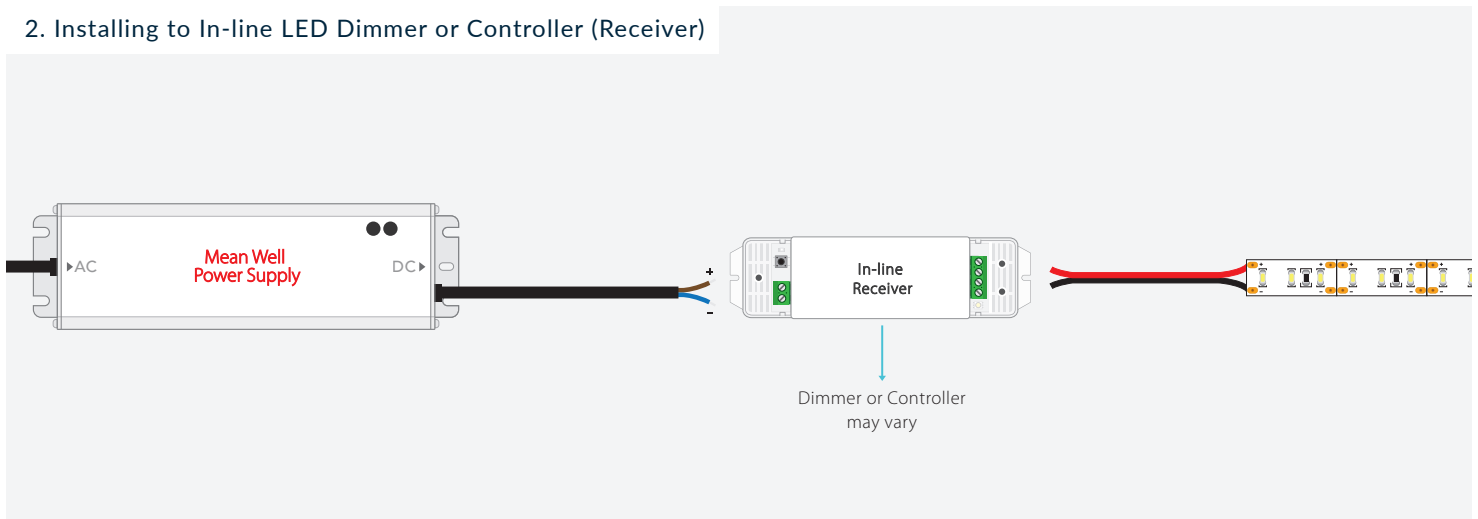 2. Installing to In-line LED Dimmer or Controller (Receiver)
▸AC
Mean Well
Power Supply
DC▸
+
-
In-line
Receiver
Dimmer or Controller
may vary
+ + + + +
- - - - -